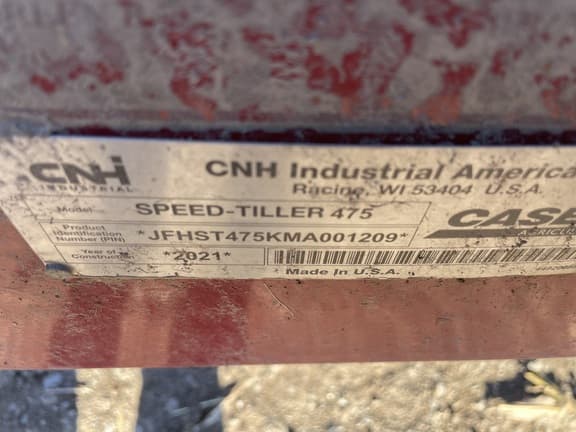 CNH
INDUSTRIAL
CNH Industrial America
Racine, WI 53404 U.S.A.
Model SPEED-TILLER 475
Product
Identification
Number (PIN) *JFHST475KMA001209*
CASE
AGRICU
Year of
Construction *2021*
Made in U.S.A.